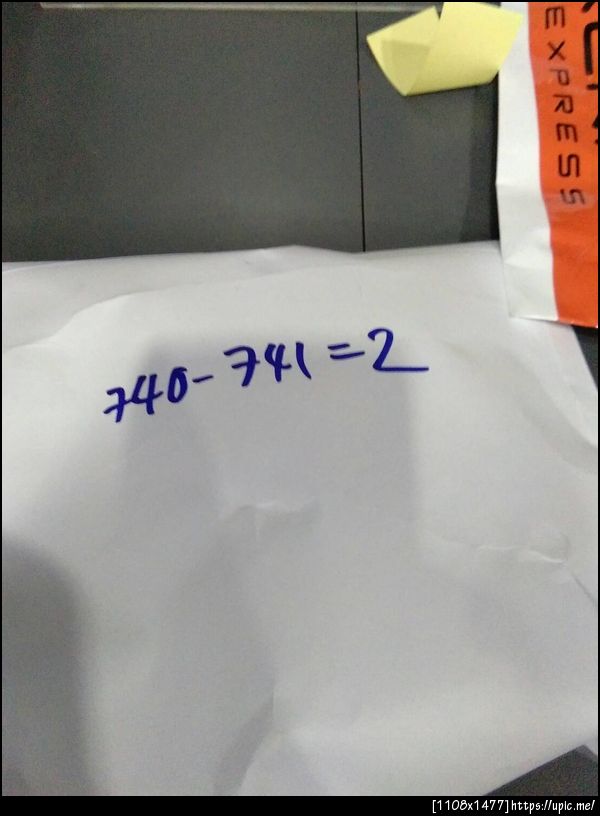 EXPRESS
740 - 741 = 2
[1108x1477]https://upic.me/